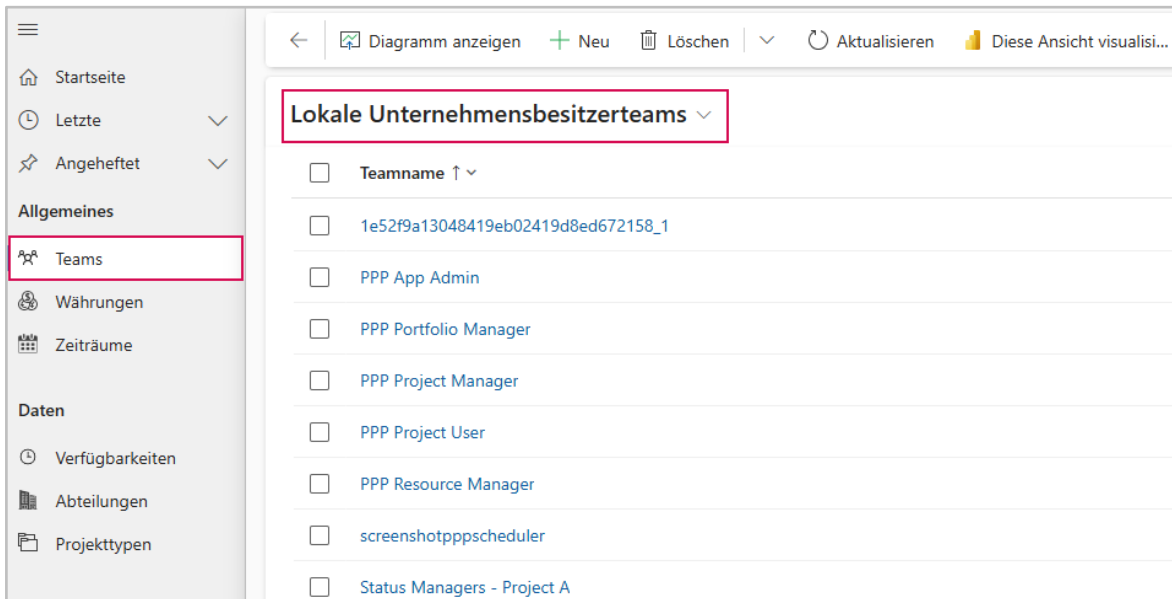 Startseite
Letzte
Angeheftet
Allgemeines
Teams
Währungen
Zeiträume
Daten
Verfügbarkeiten
Abteilungen
Projekttypen
Diagramm anzeigen Neu Löschen Aktualisieren Diese Ansicht visualisi...
Lokale Unternehmensbesitzerteams
Teamname ↑
1e52f9a13048419eb02419d8ed672158_1
PPP App Admin
PPP Portfolio Manager
PPP Project Manager
PPP Project User
PPP Resource Manager
screenshotpppscheduler
Status Managers - Project A